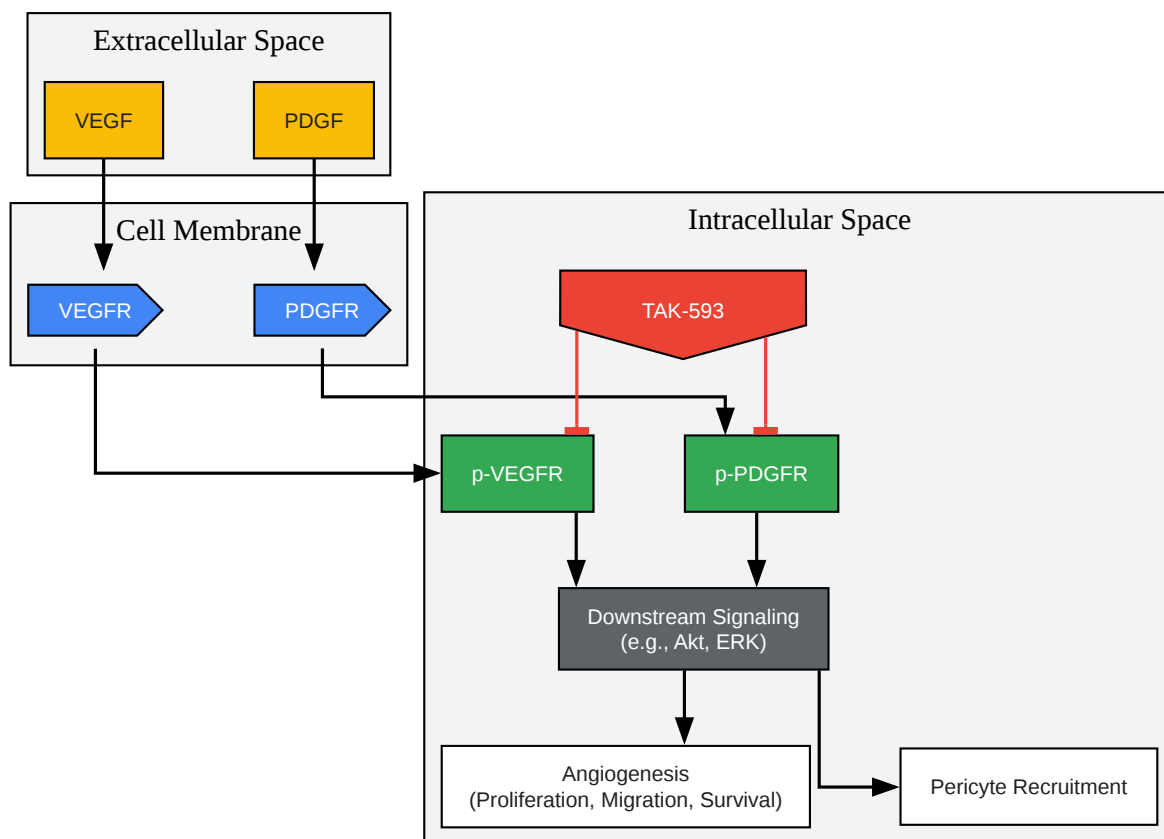 Extracellular Space
VEGF
PDGF
Cell Membrane
VEGFR
PDGFR
Intracellular Space
TAK-593
p-VEGFR
p-PDGFR
Downstream Signaling
(e.g., Akt, ERK)
Angiogenesis
(Proliferation, Migration, Survival)
Pericyte Recruitment